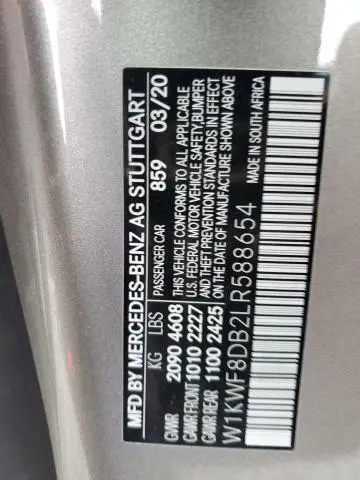 MFD BY MERCEDES-BENZ AG STUTTGART
PASSENGER CAR 859 03/20
KG LBS
GVWR 2090 4608
GAWR FRONT 1010 2227
GAWR REAR 1100 2425
THIS VEHICLE CONFORMS TO ALL APPLICABLE
U.S. FEDERAL MOTOR VEHICLE SAFETY, BUMPER
& THEFT PREVENTION STANDARDS IN EFFECT
ON DATE OF MANUFACTURE SHOWN ABOVE
W1KWF8DB2LR588654
MADE IN SOUTH AFRICA